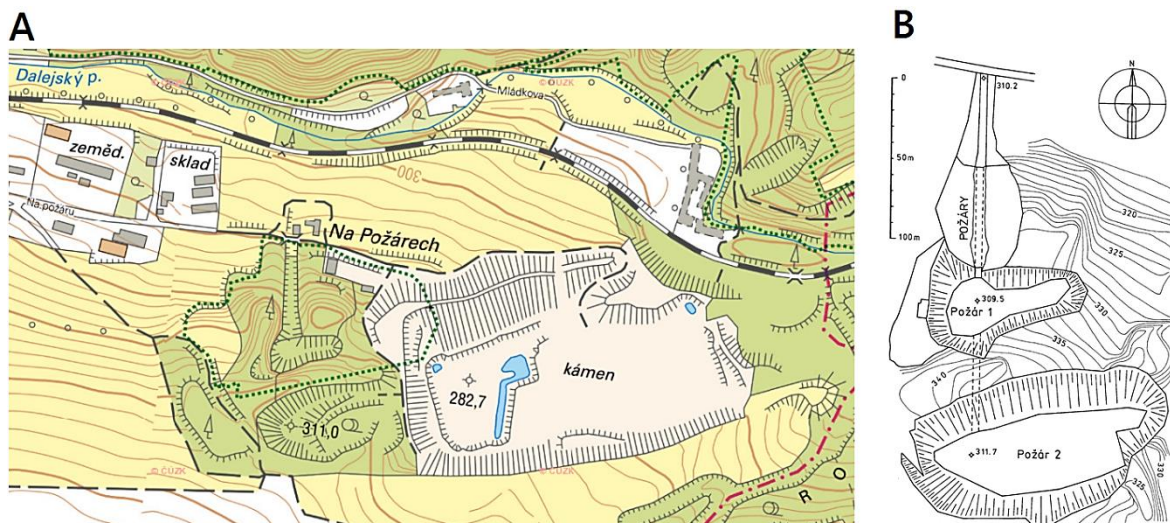 A
Dalejský p.
© ČÚZK
© ČÚZK
Mládkova
zeměd.
sklad
300
Na požáru
Na Požárech
kámen
282,7
311,0
© ČÚZK
© ČÚZK
R O
B
N
0
50m
100m
310.2
POŽÁRY
320
325
309.5
Požár 1
330
335
340
311.7
Požár 2
330
325